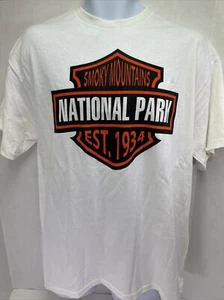 SMOKY MOUNTAINS
NATIONAL PARK
EST. 1934